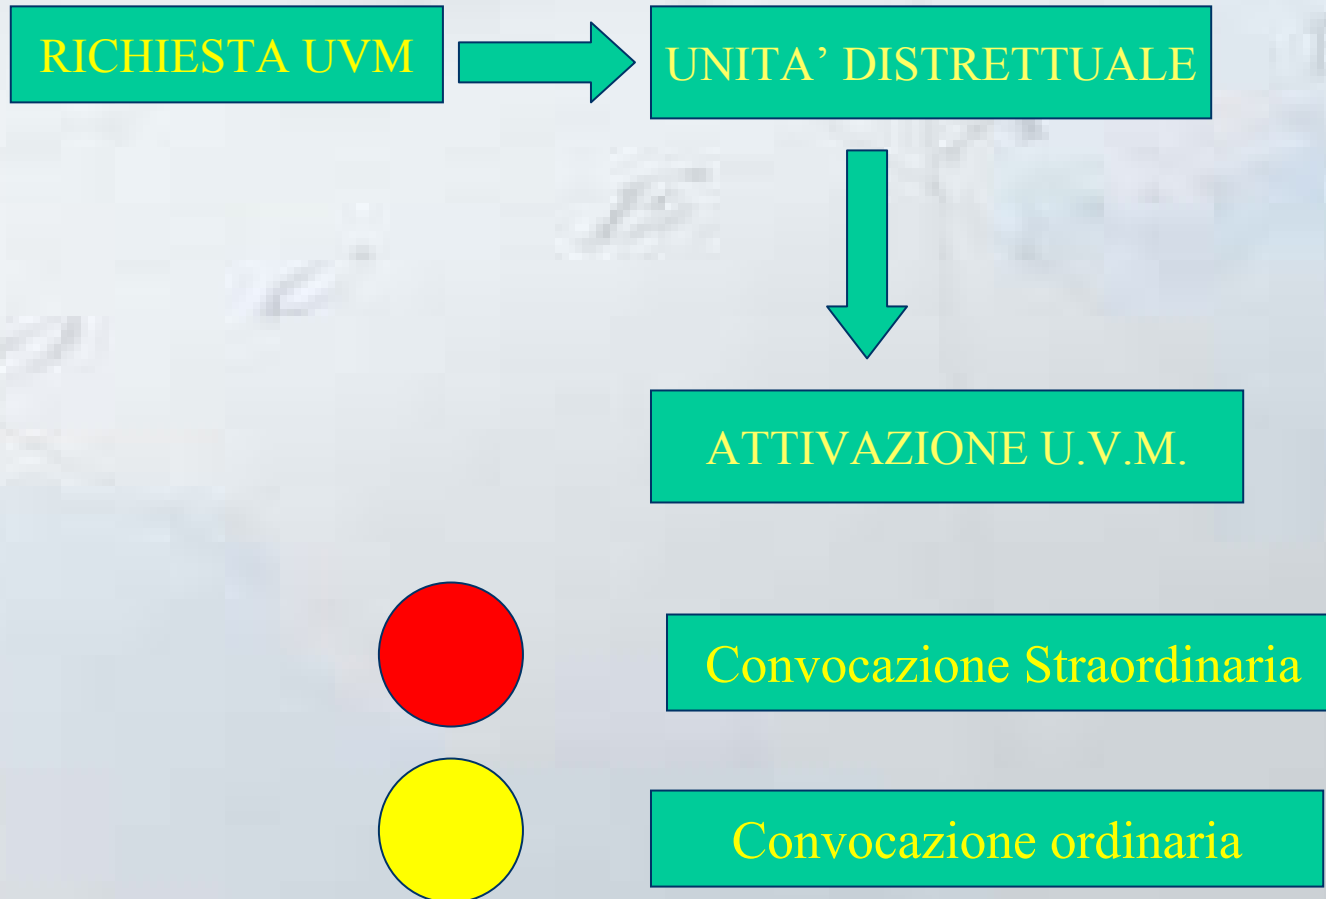 RICHIESTA UVM
UNITA’ DISTRETTUALE
ATTIVAZIONE U.V.M.
Convocazione Straordinaria
Convocazione ordinaria